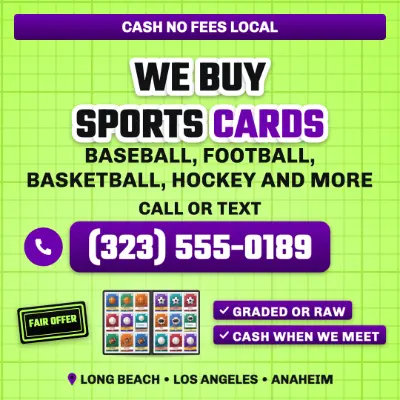 CASH NO FEES LOCAL
WE BUY
SPORTS CARDS
BASEBALL, FOOTBALL,
BASKETBALL, HOCKEY AND MORE
CALL OR TEXT
(323) 555-0189
FAIR OFFER
GRADED OR RAW
CASH WHEN WE MEET
LONG BEACH • LOS ANGELES • ANAHEIM